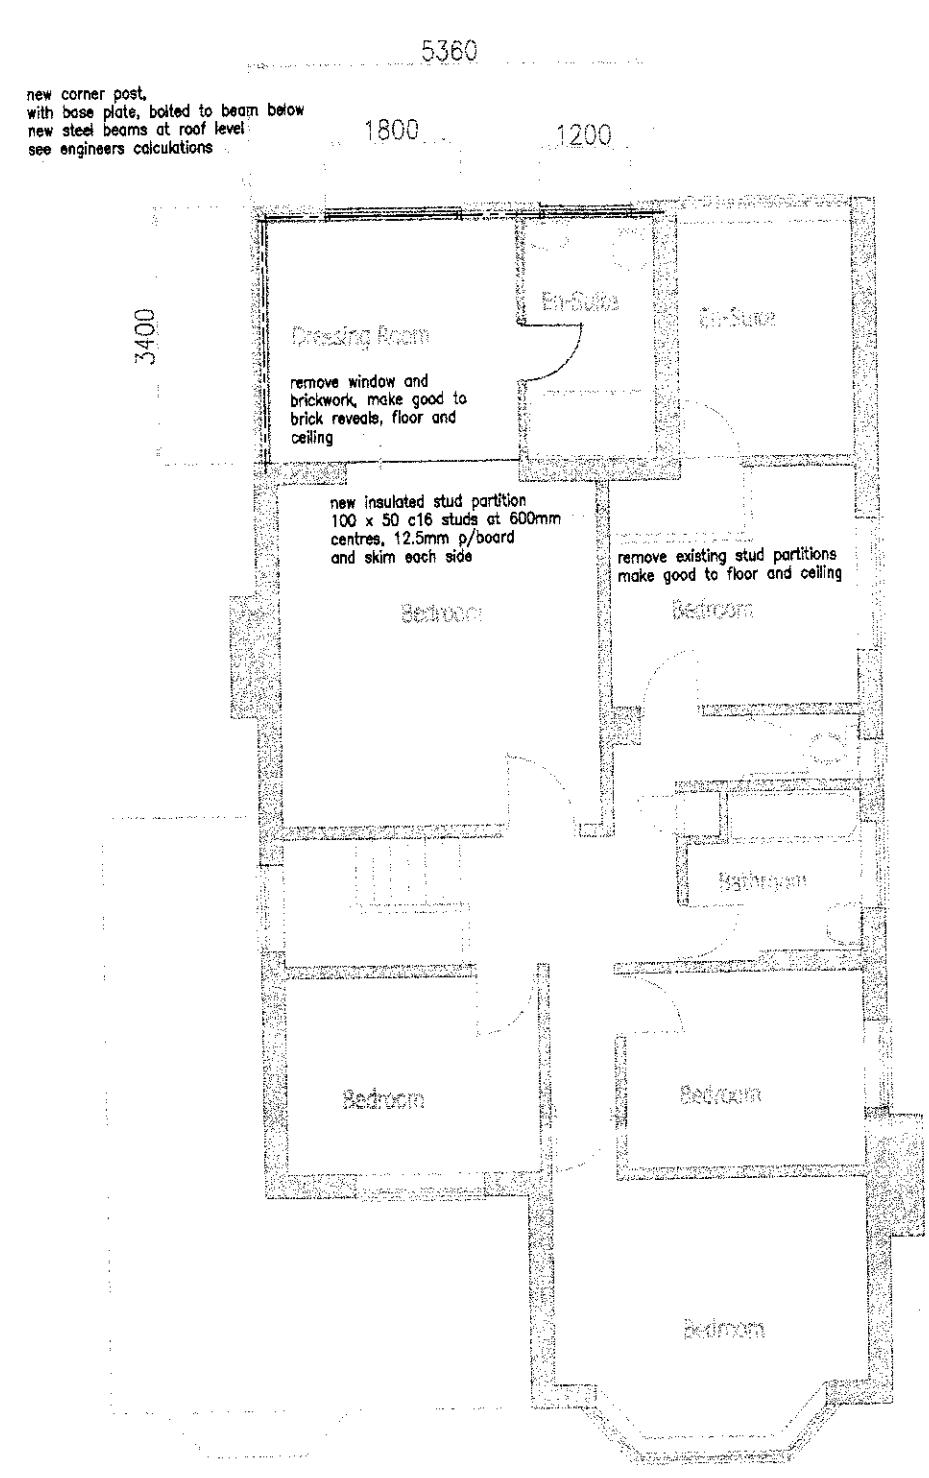 5360
new corner post,
with base plate, bolted to beam below
new steel beams at roof level
see engineers calculations
1800
1200
3400
En-Suite
En-Suite
Dressing Room
remove window and
brickwork, make good to
brick reveals, floor and
ceiling
new insulated stud partition
100 x 50 c16 studs at 600mm
centres, 12.5mm p/board
and skim each side
remove existing stud partitions
make good to floor and ceiling
Bedroom
Bedroom
Bathroom
Bedroom
Bedroom
Bedroom